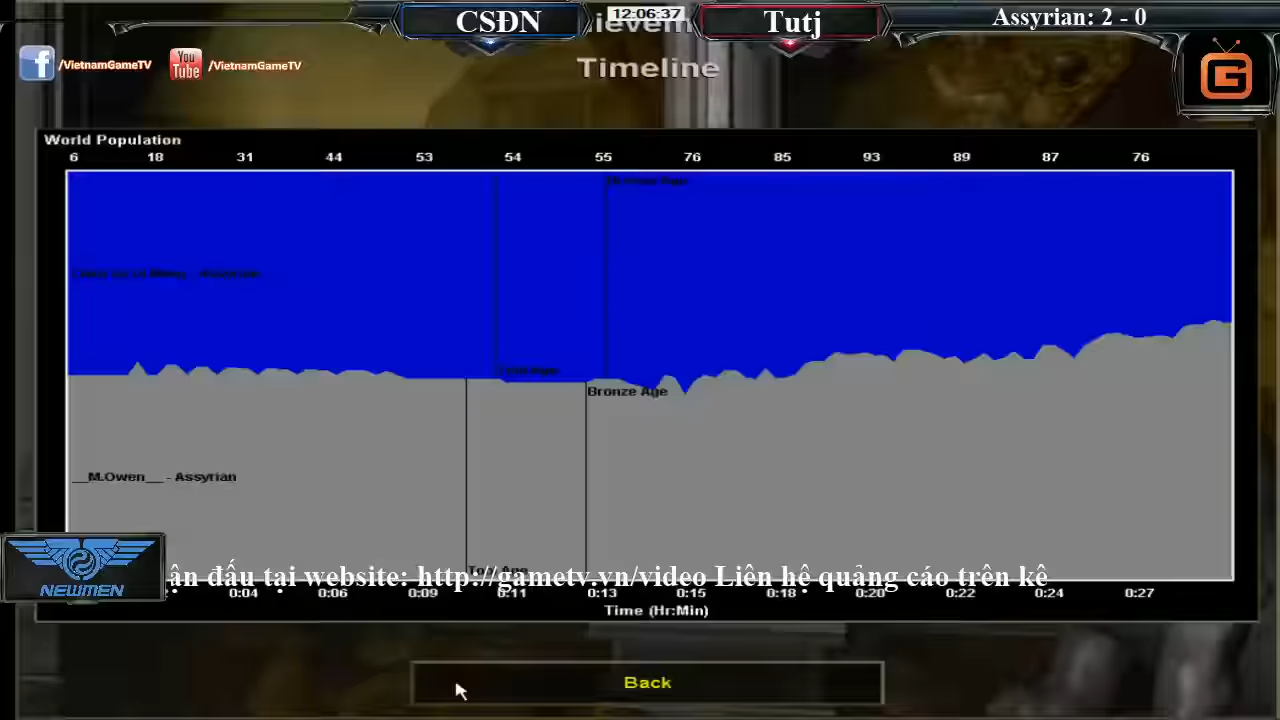 CSĐN
12:06:37
Tutj
Assyrian: 2 - 0
/VietnamGameTV
You Tube
/VietnamGameTV
Timeline
World Population
6 18 31 44 53 54 55 76 85 93 89 87 76
Bronze Age
__M.Owen__ - Assyrian
ận đấu tại website: http://gametv.vn/video Liên hệ quảng cáo trên kê
NEWMEN
0:04 0:06 0:09 0:11 0:13 0:15 0:18 0:20 0:22 0:24 0:27
Time (Hr:Min)
Back